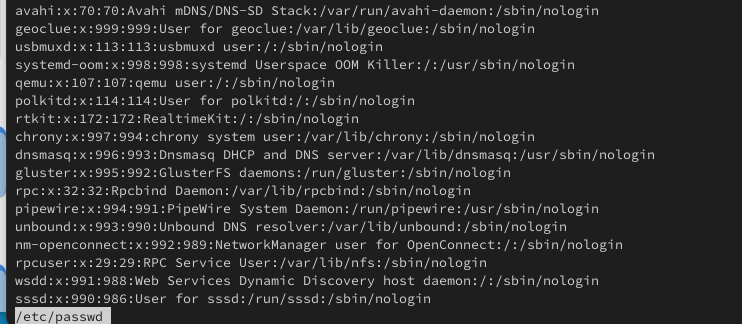 avahi:x:70:70:Avahi mDNS/DNS-SD Stack:/var/run/avahi-daemon:/sbin/nologin
geoclue:x:999:999:User for geoclue:/var/lib/geoclue:/sbin/nologin
usbmuxd:x:113:113:usbmuxd user:/:/sbin/nologin
systemd-oom:x:998:998:systemd Userspace OOM Killer:/:/usr/sbin/nologin
qemu:x:107:107:qemu user:/:/sbin/nologin
polkitd:x:114:114:User for polkitd:/:/sbin/nologin
rtkit:x:172:172:RealtimeKit:/:/sbin/nologin
chrony:x:997:994:chrony system user:/var/lib/chrony:/sbin/nologin
dnsmasq:x:996:993:Dnsmasq DHCP and DNS server:/var/lib/dnsmasq:/usr/sbin/nologin
gluster:x:995:992:GlusterFS daemons:/run/gluster:/sbin/nologin
rpc:x:32:32:Rpcbind Daemon:/var/lib/rpcbind:/sbin/nologin
pipewire:x:994:991:PipeWire System Daemon:/run/pipewire:/usr/sbin/nologin
unbound:x:993:990:Unbound DNS resolver:/var/lib/unbound:/sbin/nologin
nm-openconnect:x:992:989:NetworkManager user for OpenConnect:/:/sbin/nologin
rpcuser:x:29:29:RPC Service User:/var/lib/nfs:/sbin/nologin
wsdd:x:991:988:Web Services Dynamic Discovery host daemon:/:/sbin/nologin
sssd:x:990:986:User for sssd:/run/sssd:/sbin/nologin
/etc/passwd